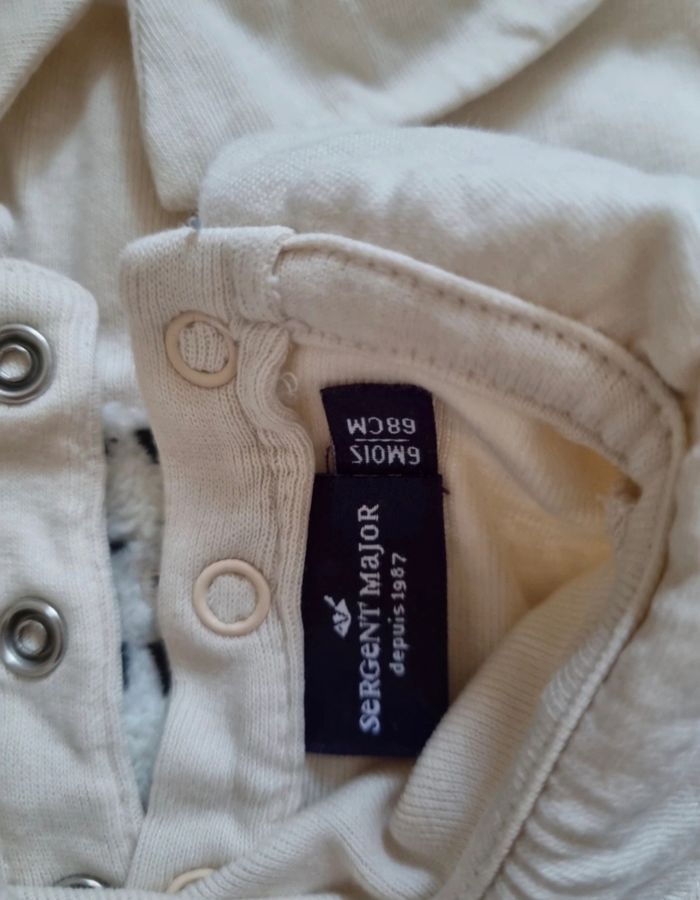 SeRGeNT MaJOR
depuis 1987
6MOIS
68CM